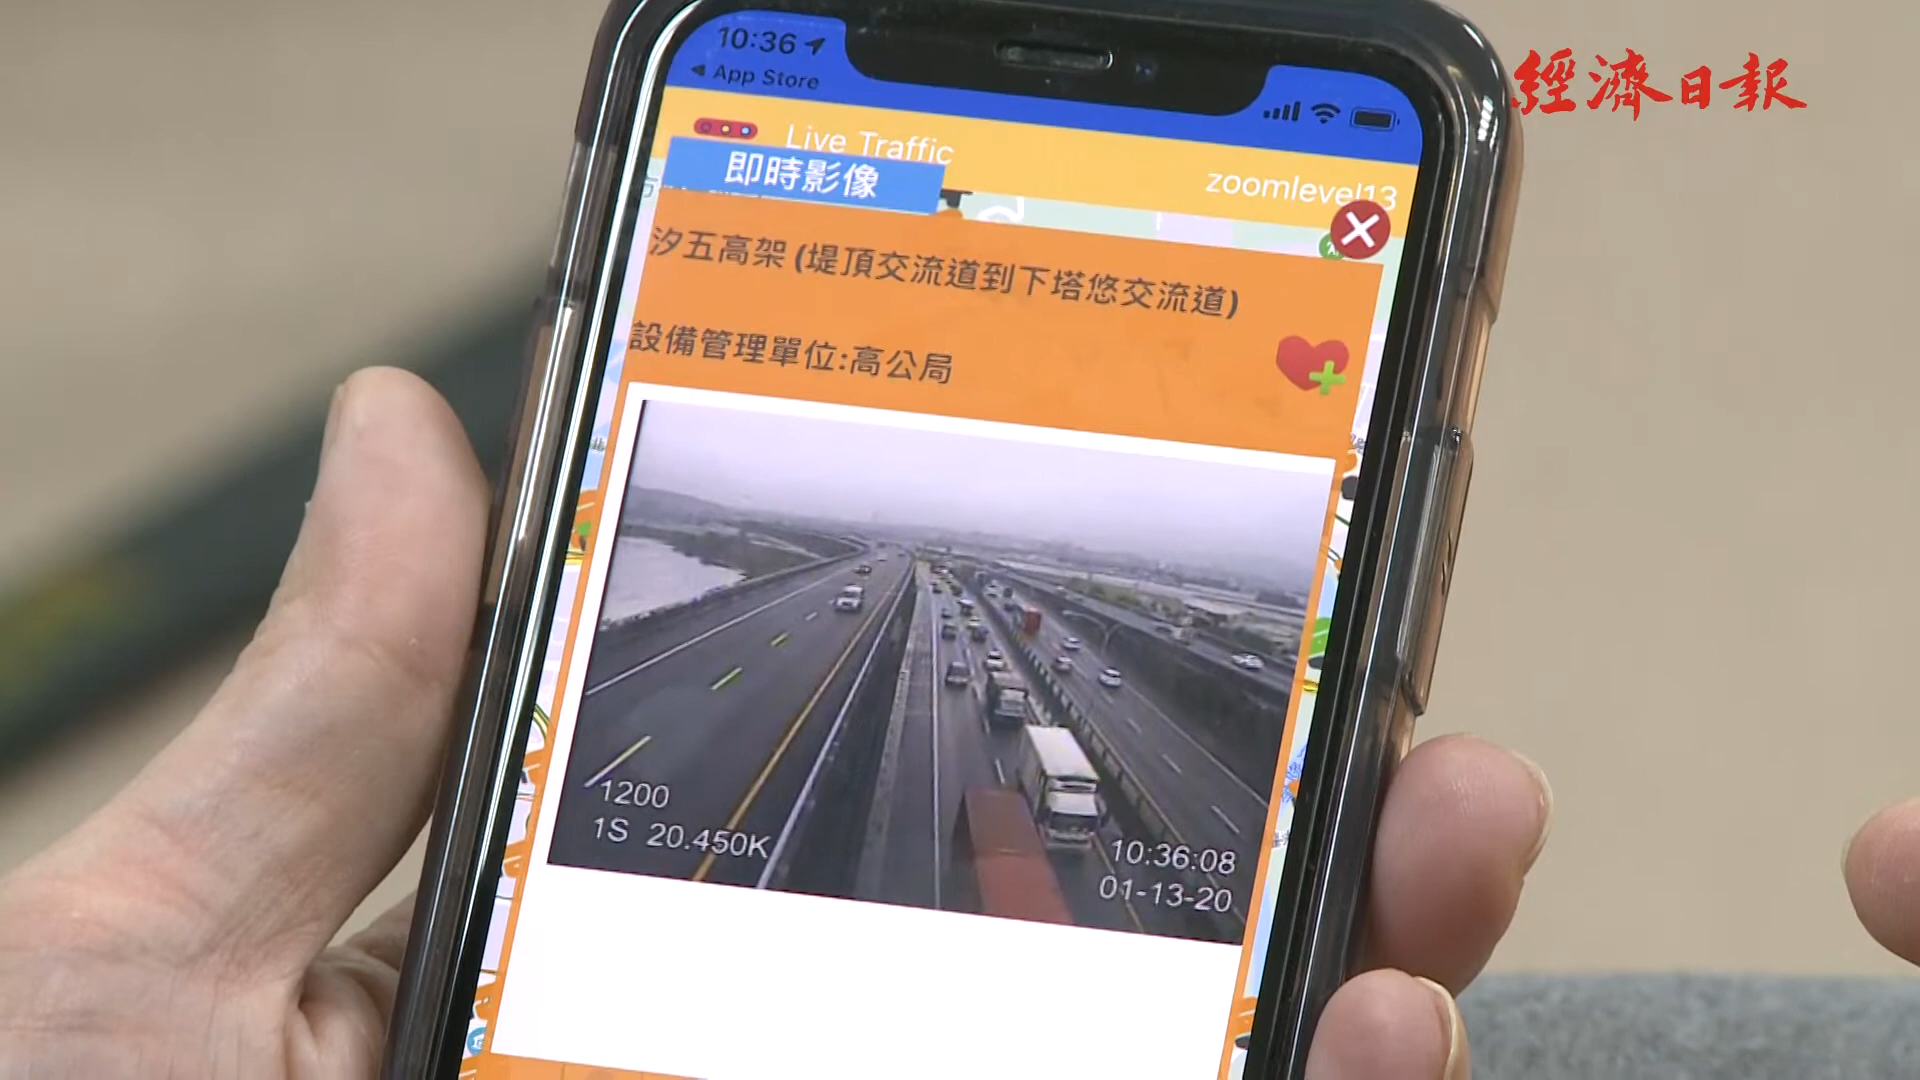 10:36
App Store
經濟日報
Live Traffic
zoomlevel13
即時影像
汐五高架 (堤頂交流道到下塔悠交流道)
設備管理單位:高公局
1200
1S 20.450K
10:36:08
01-13-20